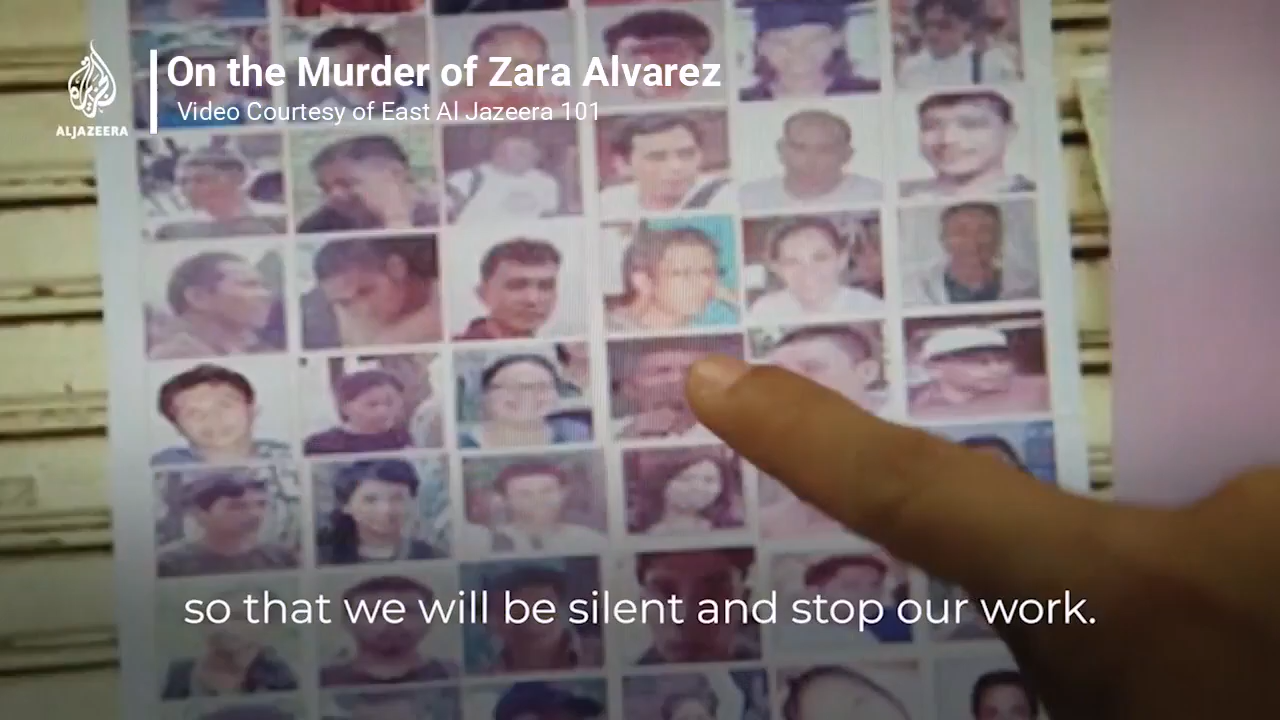 On the Murder of Zara Alvarez
Video Courtesy of East Al Jazeera 101
ALJAZEERA
so that we will be silent and stop our work.